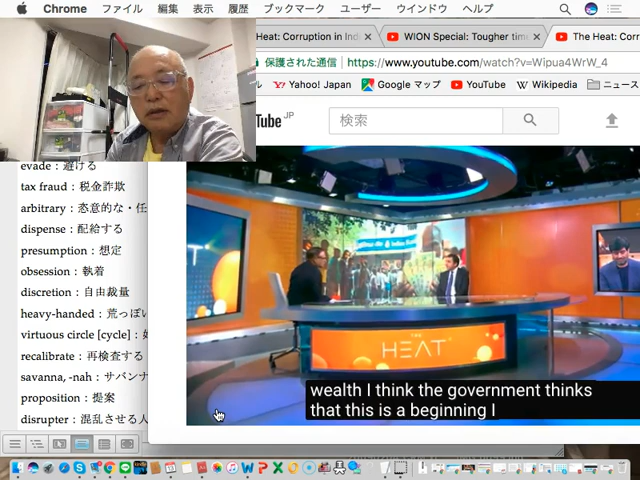 Chrome ファイル 編集 表示 履歴 ブックマーク ユーザー ウインドウ ヘルプ
Heat: Corruption in Indi
WION Special: Tougher time
The Heat: Corr
保護された通信 https://www.youtube.com/watch?v=Wipua4WrW_4
Yahoo! Japan Google マップ YouTube Wikipedia ニュース
Tube JP
検索
evade：避ける
tax fraud：税金詐欺
arbitrary：恣意的な・任
dispense：配給する
presumption：想定
obsession：執着
discretion：自由裁量
heavy-handed：荒っぽい
virtuous circle [cycle]：
recalibrate：再検査する
savanna, -nah：サバンナ
proposition：提案
disrupter：混乱させる人
THE
HEAT
wealth I think the government thinks
that this is a beginning I